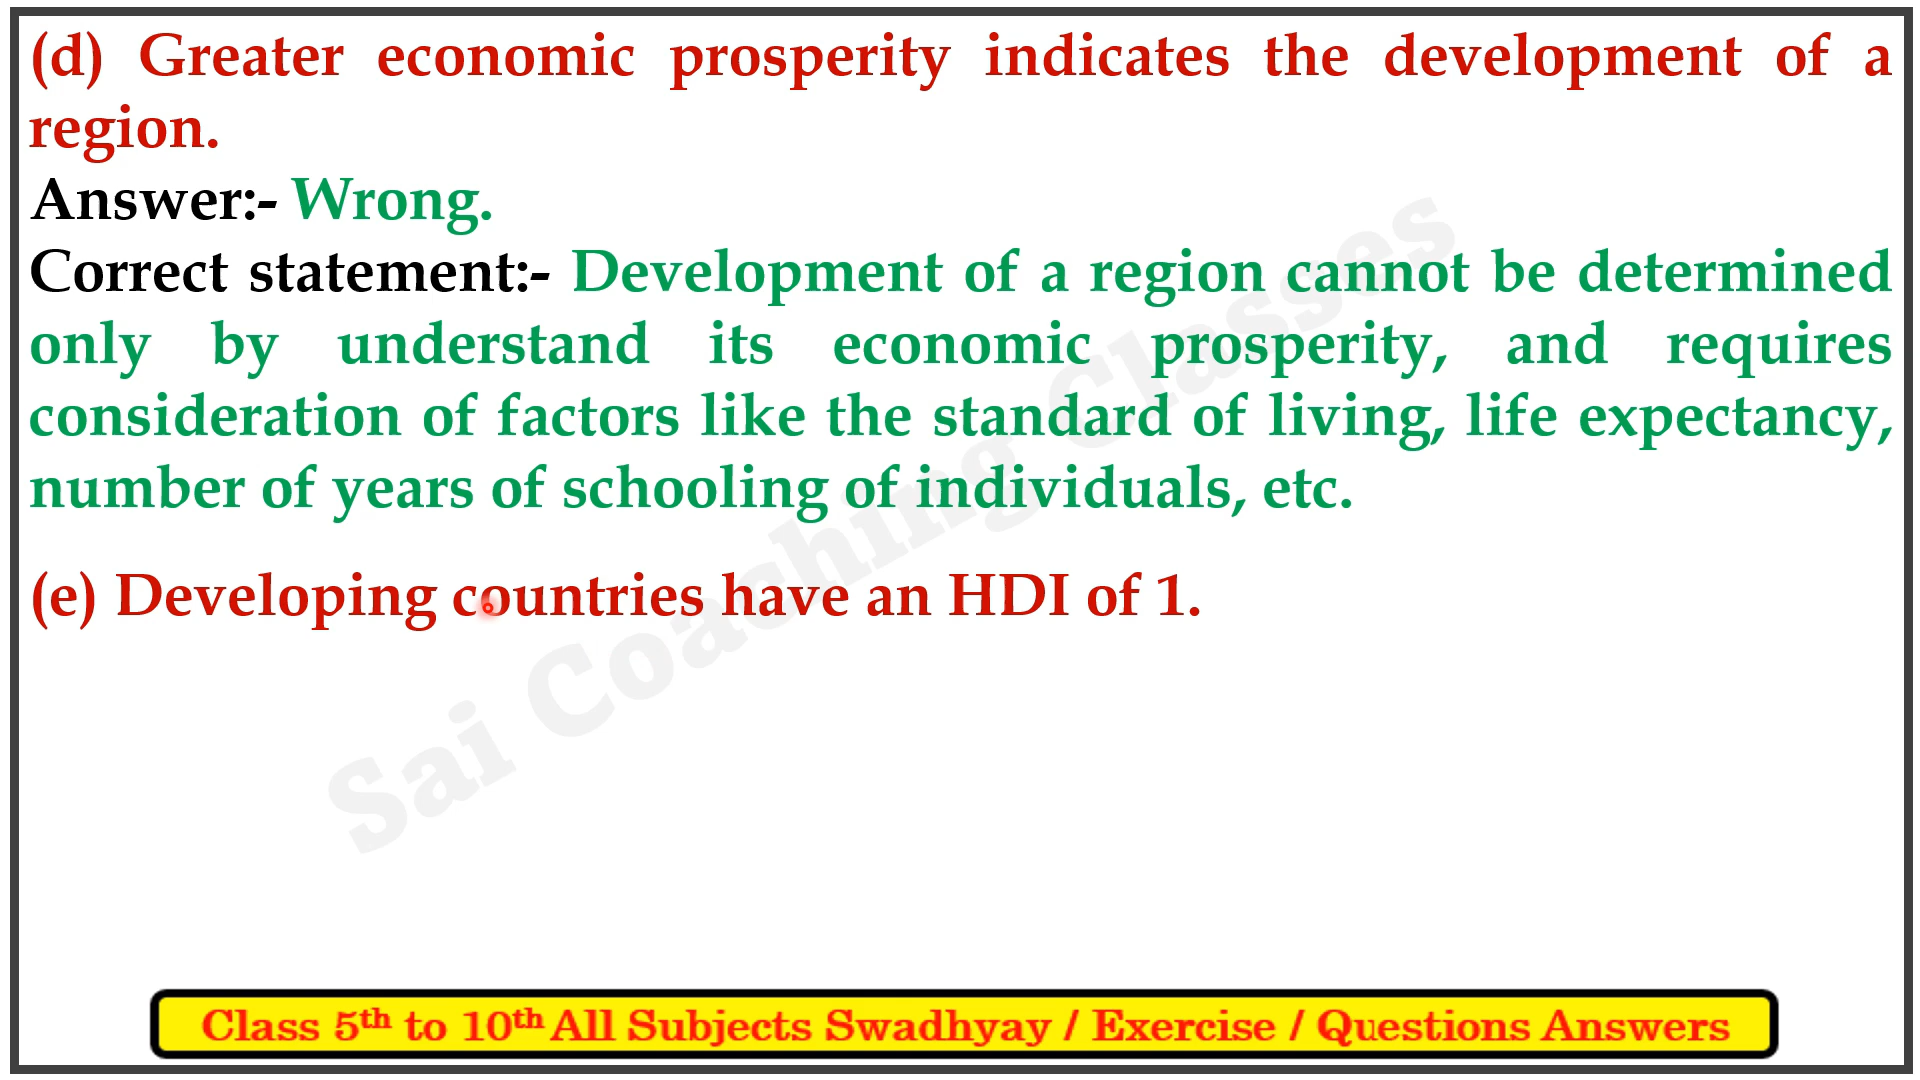 (d) Greater economic prosperity indicates the development of a
region.
Answer:- Wrong.
Correct statement:- Development of a region cannot be determined
only by understand its economic prosperity, and requires
consideration of factors like the standard of living, life expectancy,
number of years of schooling of individuals, etc.
(e) Developing countries have an HDI of 1.
Sai Coaching Classes
Class 5th to 10th All Subjects Swadhyay / Exercise / Questions Answers